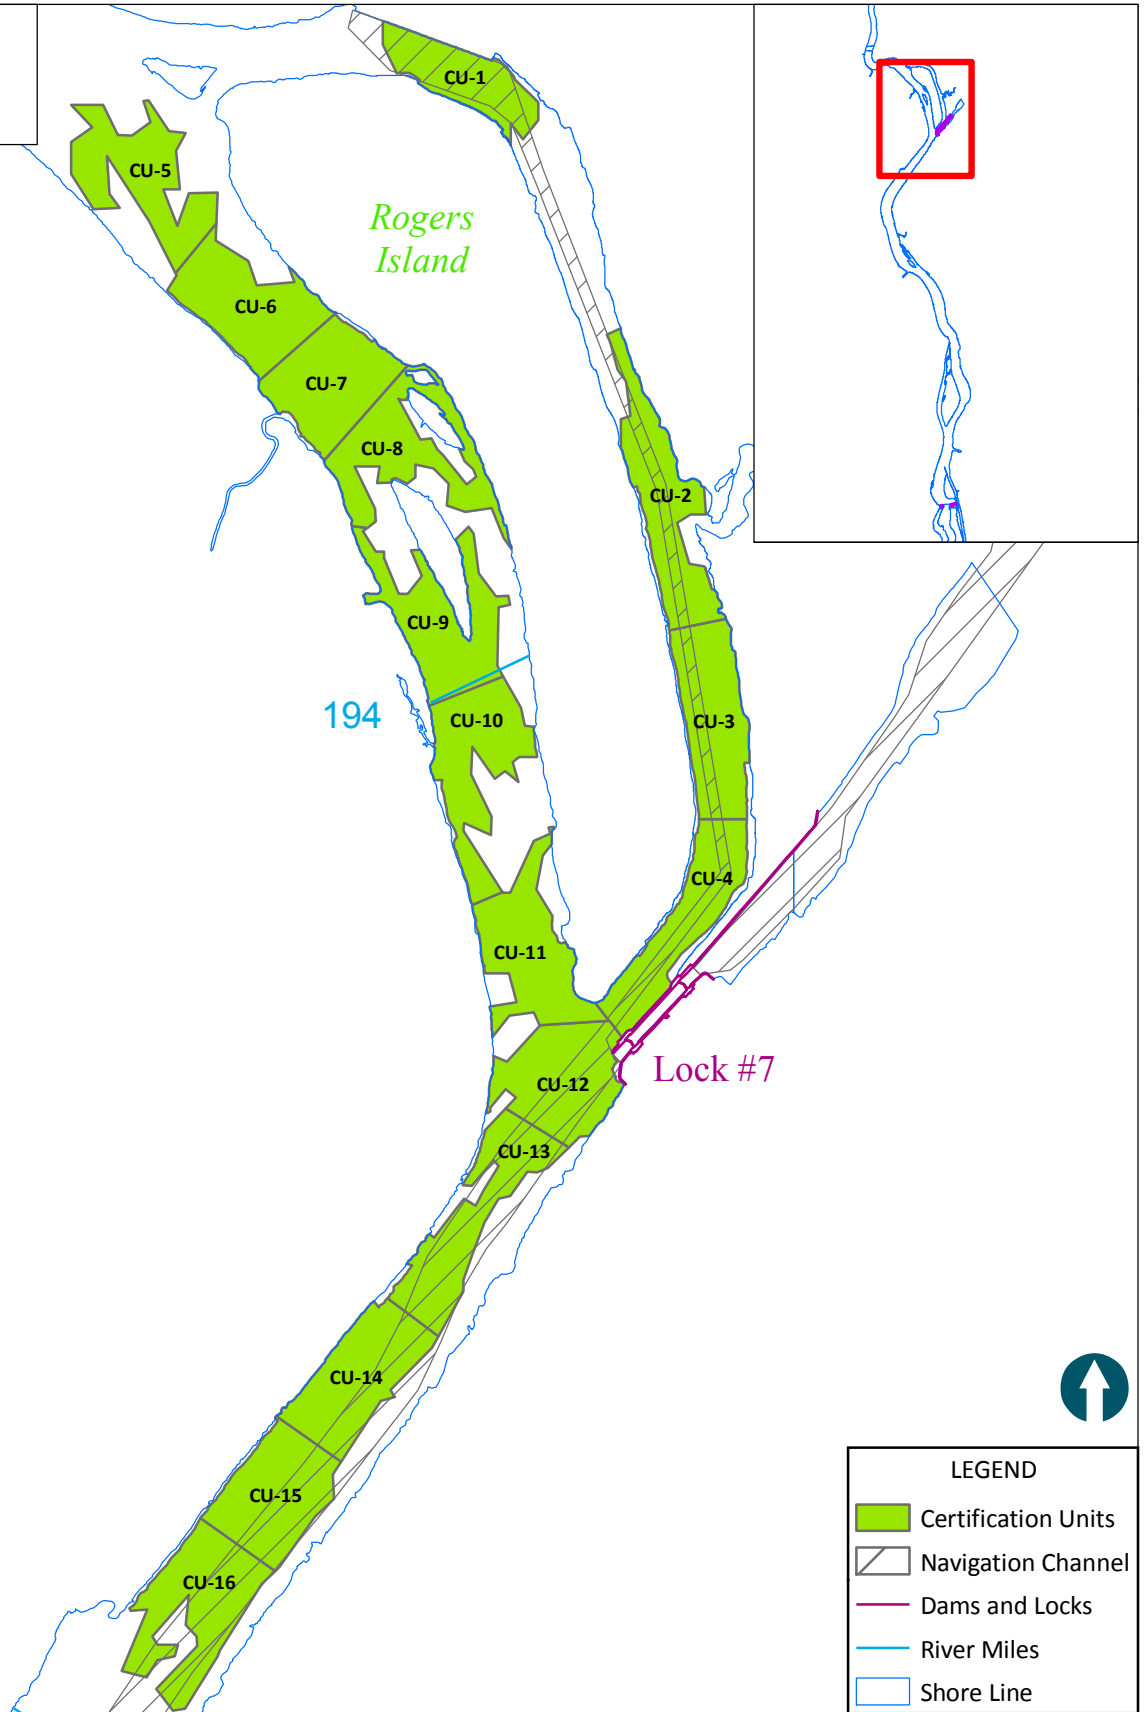 CU-1
CU-5
Rogers
Island
CU-6
CU-7
CU-8
CU-2
CU-9
194
CU-10
CU-3
CU-4
CU-11
Lock #7
CU-12
CU-13
CU-14
CU-15
CU-16
LEGEND
Certification Units
Navigation Channel
Dams and Locks
River Miles
Shore Line